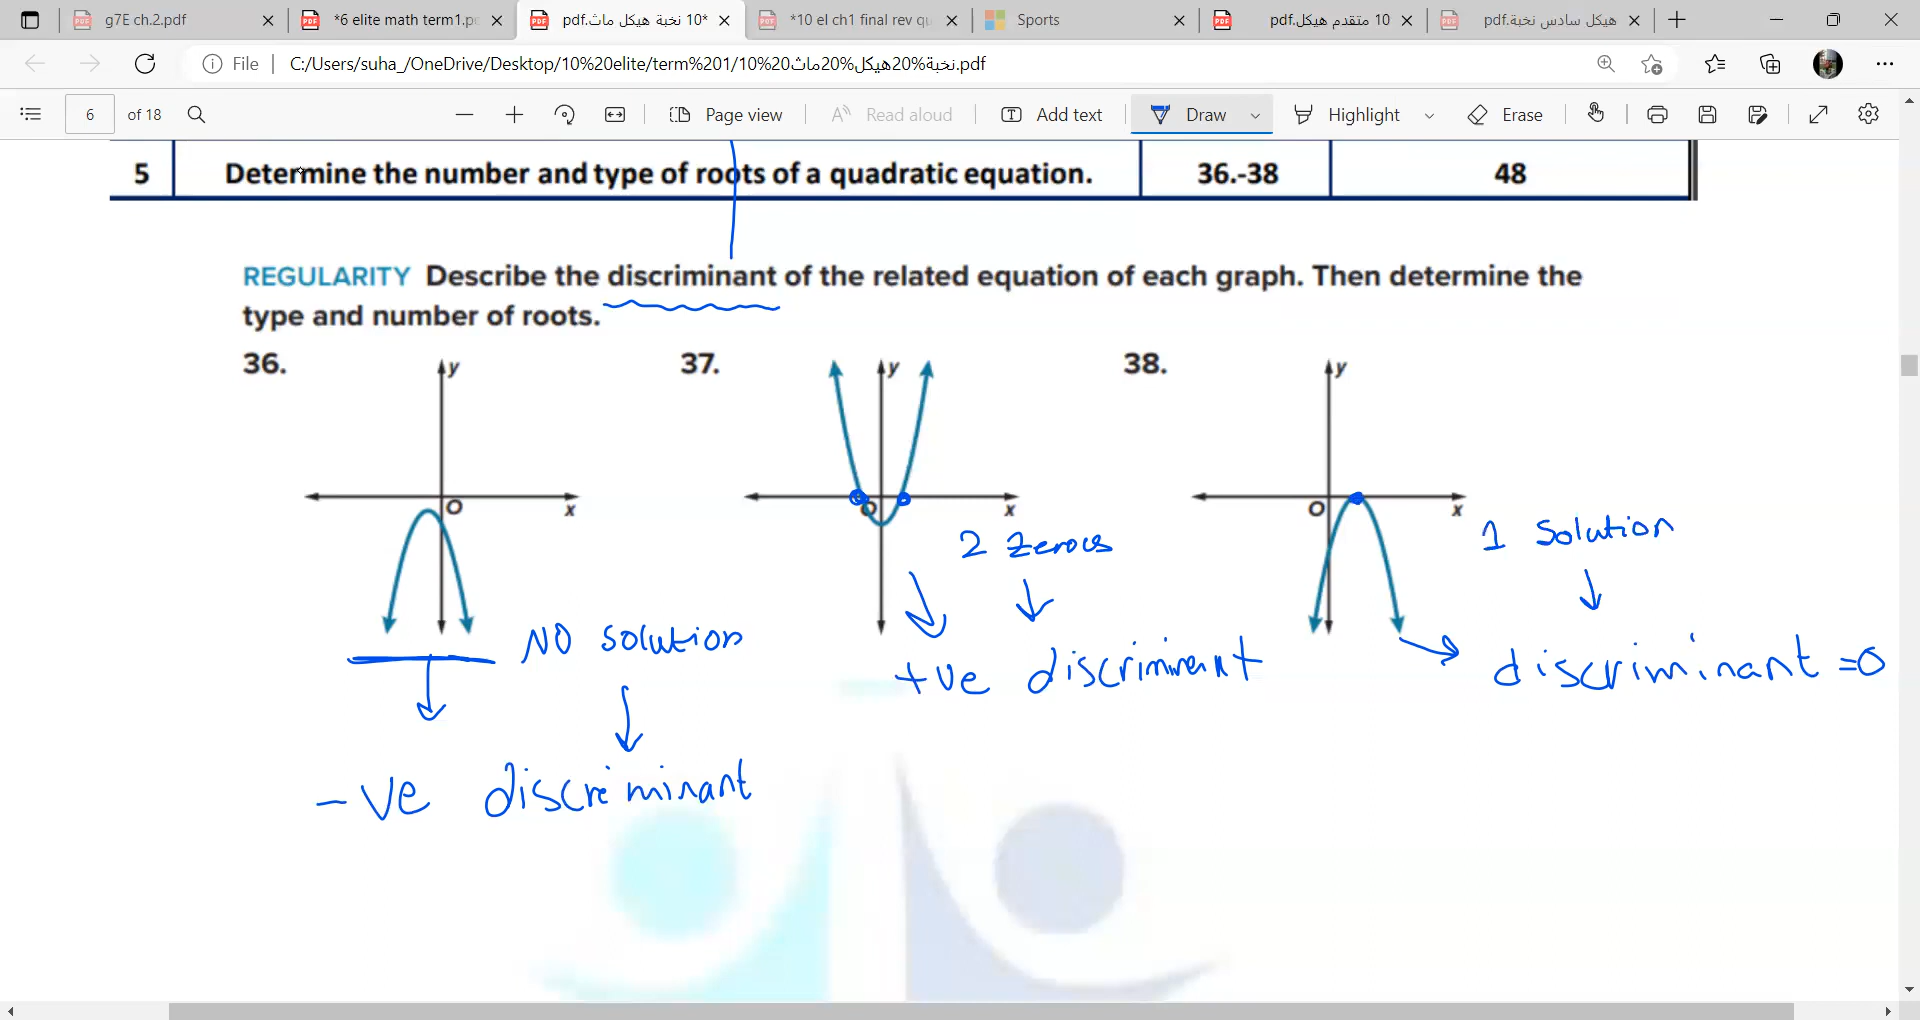 g7E ch.2.pdf
*6 elite math term1.p
*10 نخبة هيكل ماث.pdf
*10 el ch1 final rev qu
Sports
10 متقدم هيكل.pdf
هيكل سادس نخبة.pdf
File
C:/Users/suha_/OneDrive/Desktop/10%20elite/term%201/10%20نخبة%20هيكل%20ماث.pdf
6 of 18
Page view
Read aloud
Add text
Draw
Highlight
Erase
5 Determine the number and type of roots of a quadratic equation. 36.-38 48
REGULARITY Describe the discriminant of the related equation of each graph. Then determine the
type and number of roots.
36. y O x
37. y O x
38. y O x
NO solution
-ve discriminant
2 Zeros
+ve discriminant
1 Solution
discriminant =0